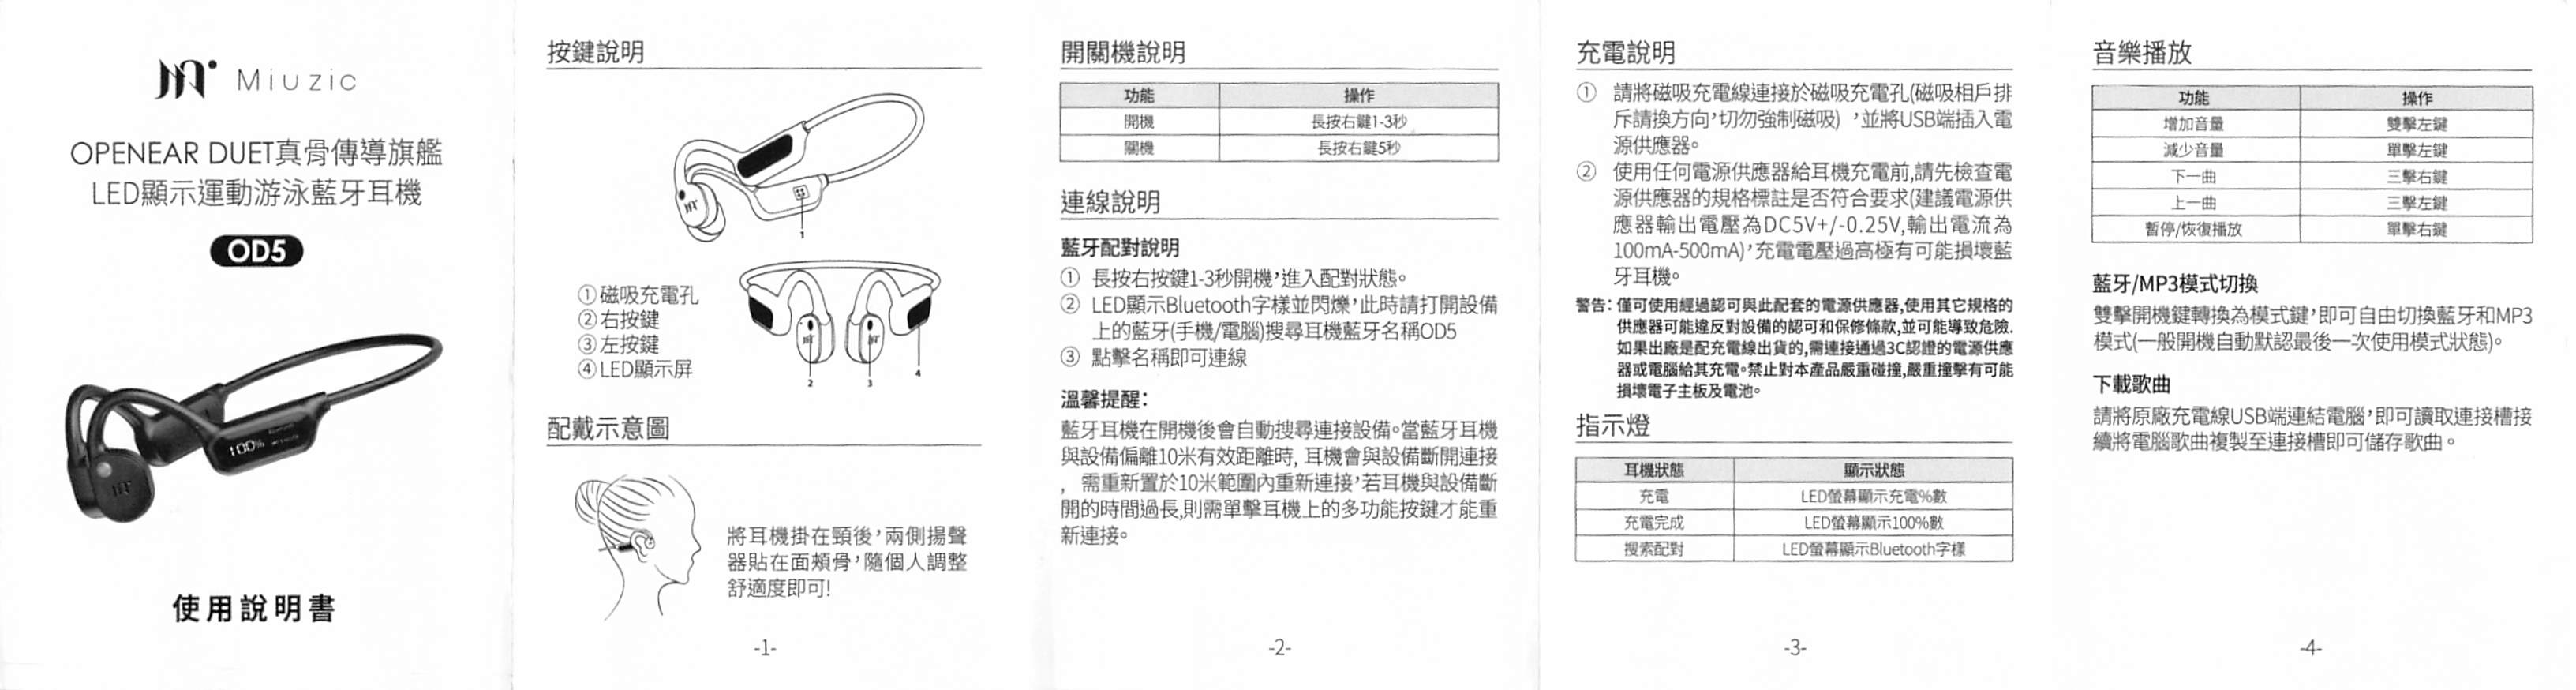 Miuzic
OPENEAR DUET真骨傳導旗艦
LED顯示運動游泳藍牙耳機
OD5
100%
使用說明書
按鍵說明
1
①磁吸充電孔
②右按鍵
③左按鍵
④LED顯示屏
2 3 4
配戴示意圖
將耳機掛在頸後，兩側揚聲
器貼在面頰骨，隨個人調整
舒適度即可!
-1-
開關機說明
功能 操作
開機 長按右鍵1-3秒
關機 長按右鍵5秒
連線說明
藍牙配對說明
① 長按右按鍵1-3秒開機，進入配對狀態。
② LED顯示Bluetooth字樣並閃爍，此時請打開設備
上的藍牙(手機/電腦)搜尋耳機藍牙名稱OD5
③ 點擊名稱即可連線
溫馨提醒：
藍牙耳機在開機後會自動搜尋連接設備。當藍牙耳機
與設備偏離10米有效距離時, 耳機會與設備斷開連接
, 需重新置於10米範圍內重新連接，若耳機與設備斷
開的時間過長,則需單擊耳機上的多功能按鍵才能重
新連接。
-2-
充電說明
① 請將磁吸充電線連接於磁吸充電孔(磁吸相戶排
斥請換方向，切勿強制磁吸) ，並將USB端插入電
源供應器。
② 使用任何電源供應器給耳機充電前,請先檢查電
源供應器的規格標註是否符合要求(建議電源供
應器輸出電壓為DC5V+/-0.25V,輸出電流為
100mA-500mA)，充電電壓過高極有可能損壞藍
牙耳機。
警告：僅可使用經過認可與此配套的電源供應器,使用其它規格的
供應器可能違反對設備的認可和保修條款,並可能導致危險.
如果出廠是配充電線出貨的,需連接通過3C認證的電源供應
器或電腦給其充電。禁止對本產品嚴重碰撞,嚴重撞擊有可能
損壞電子主板及電池。
指示燈
耳機狀態 顯示狀態
充電 LED螢幕顯示充電%數
充電完成 LED螢幕顯示100%數
搜索配對 LED螢幕顯示Bluetooth字樣
-3-
音樂播放
功能 操作
增加音量 雙擊左鍵
減少音量 單擊左鍵
下一曲 三擊右鍵
上一曲 三擊左鍵
暫停/恢復播放 單擊右鍵
藍牙/MP3模式切換
雙擊開機鍵轉換為模式鍵，即可自由切換藍牙和MP3
模式(一般開機自動默認最後一次使用模式狀態)。
下載歌曲
請將原廠充電線USB端連結電腦，即可讀取連接槽接
續將電腦歌曲複製至連接槽即可儲存歌曲。
-4-